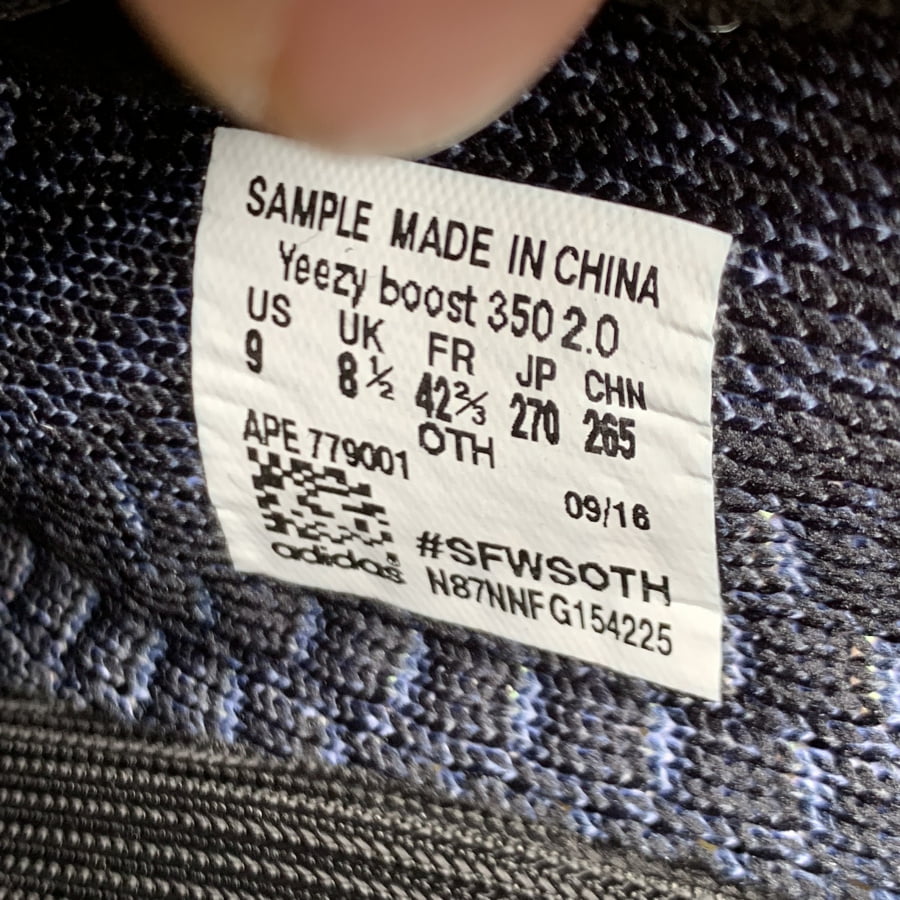 SAMPLE MADE IN CHINA
Yeezy boost 350 2.0
US UK FR JP CHN
9 8½ 42⅔ 270 265
APE 779001 OTH
09/16
adidas
#SFWSOTH
N87NNFG154225